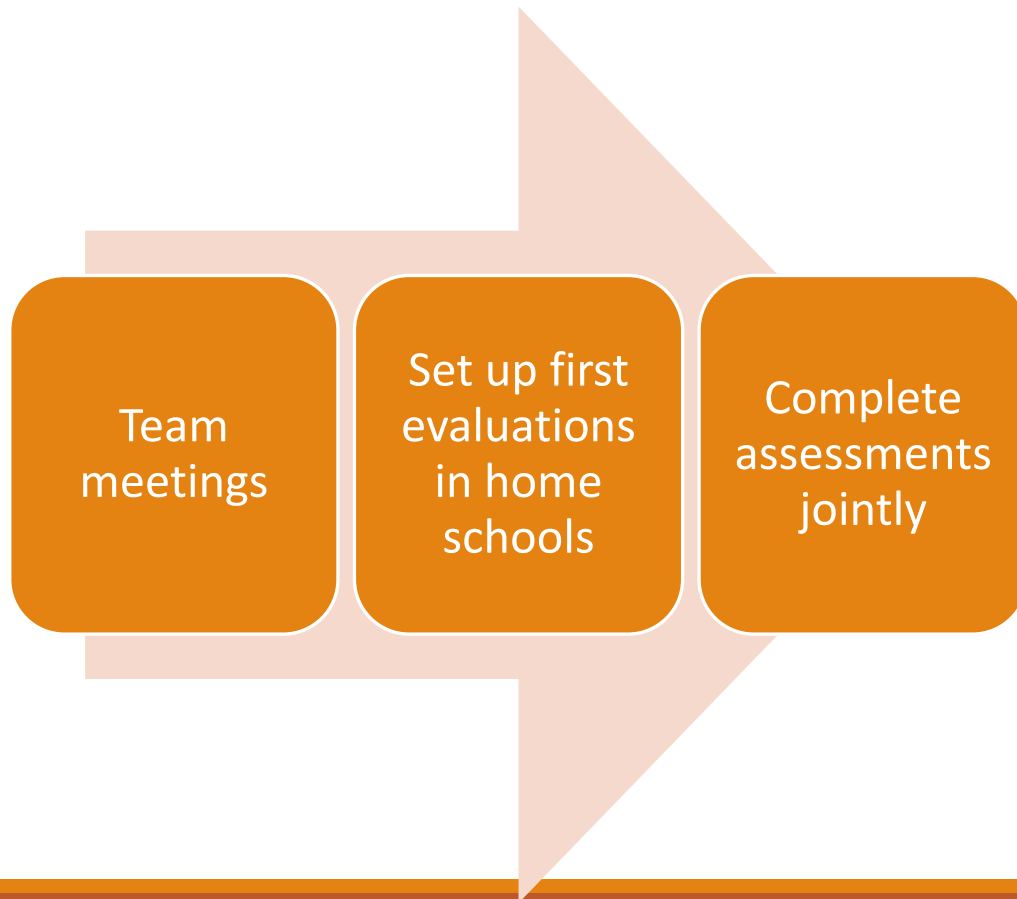 Team
meetings
Set up first
evaluations
in home
schools
Complete
assessments
jointly